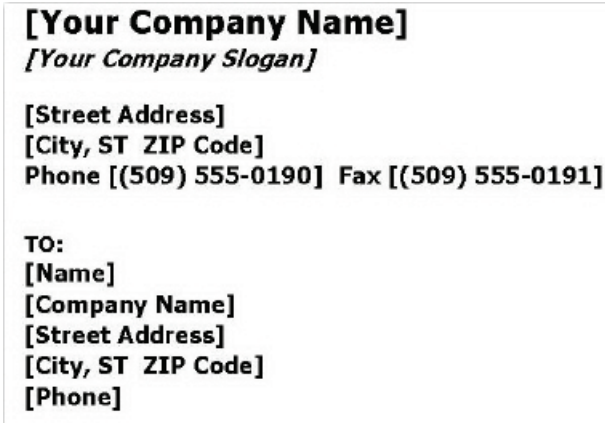 [Your Company Name]
[Your Company Slogan]
[Street Address]
[City, ST  ZIP Code]
Phone [(509) 555-0190]  Fax [(509) 555-0191]
TO:
[Name]
[Company Name]
[Street Address]
[City, ST  ZIP Code]
[Phone]